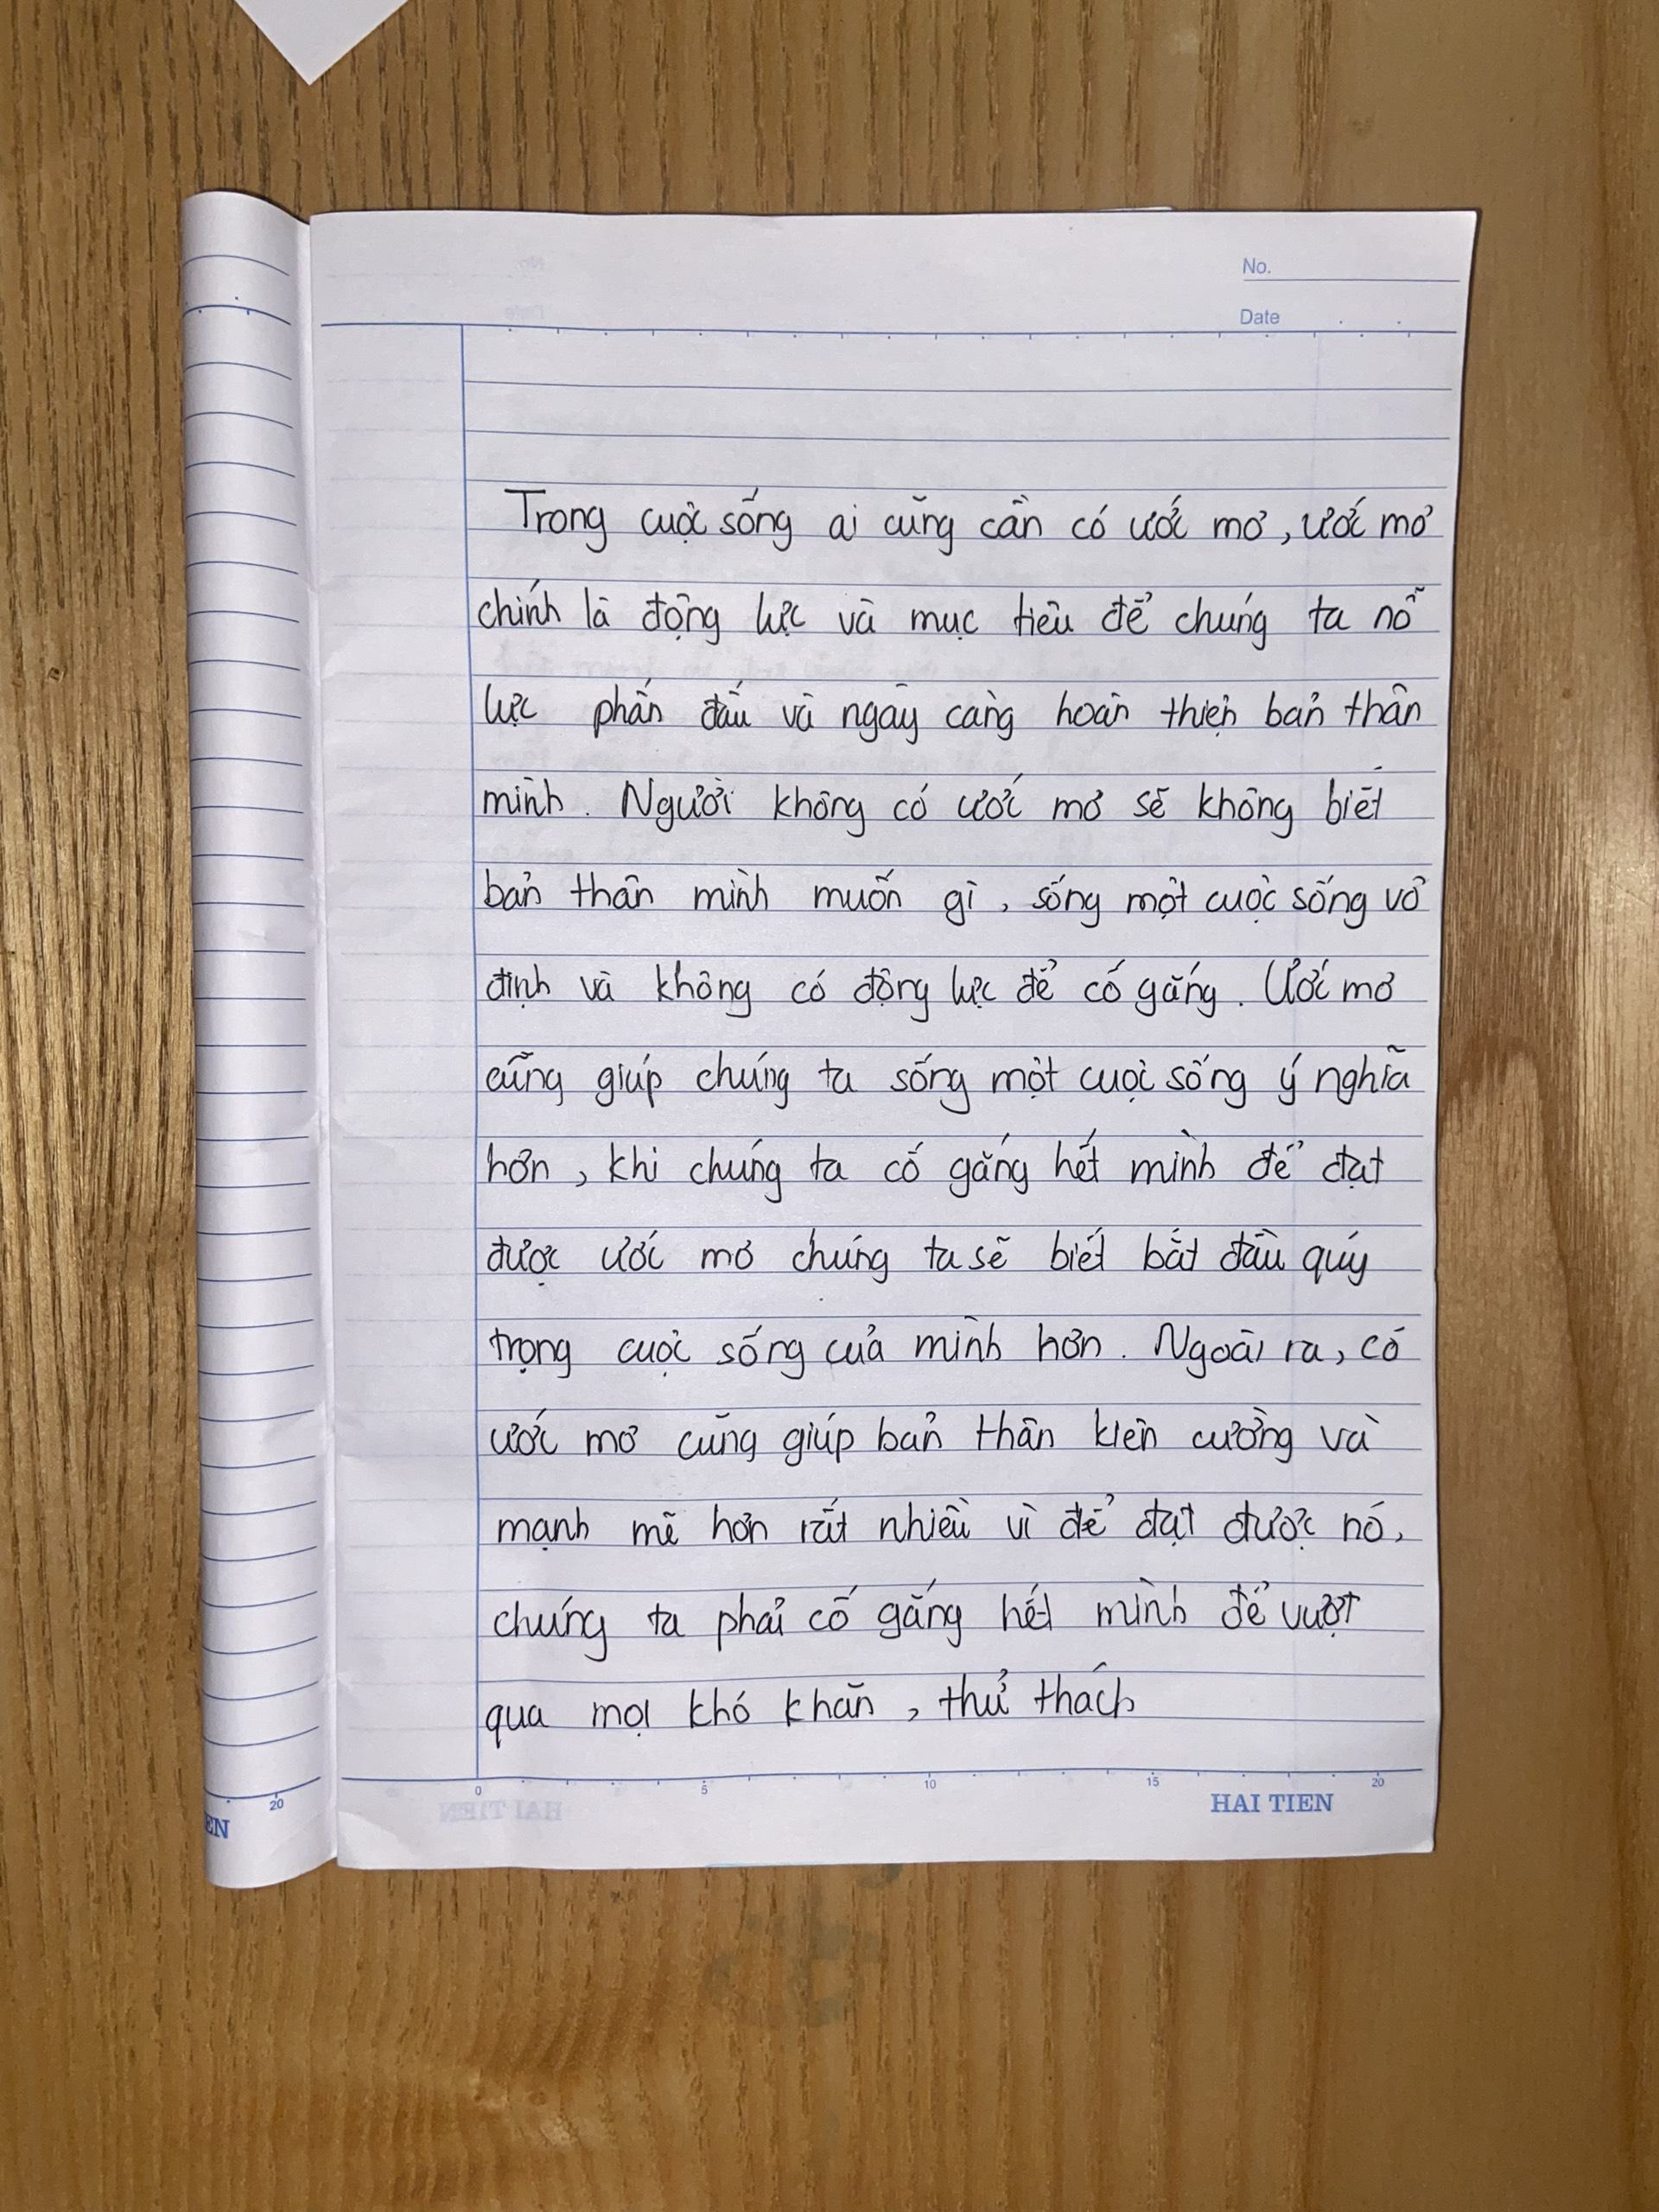 No.
Date
Trong cuộc sống ai cũng cần có ước mơ, ước mơ
chính là động lực và mục tiêu để chúng ta nỗ
lực phấn đấu và ngày càng hoàn thiện bản thân
mình. Người không có ước mơ sẽ không biết
bản thân mình muốn gì, sống một cuộc sống vô
định và không có động lực để cố gắng. Ước mơ
cũng giúp chúng ta sống một cuộc sống ý nghĩa
hơn, khi chúng ta cố gắng hết mình để đạt
được ước mơ chúng ta sẽ biết bắt đầu quý
trọng cuộc sống của mình hơn. Ngoài ra, có
ước mơ cũng giúp bản thân kiên cường và
mạnh mẽ hơn rất nhiều vì để đạt được nó,
chúng ta phải cố gắng hết mình để vượt
qua mọi khó khăn, thử thách
0 5 10 15 20
HAI TIEN
20
EN